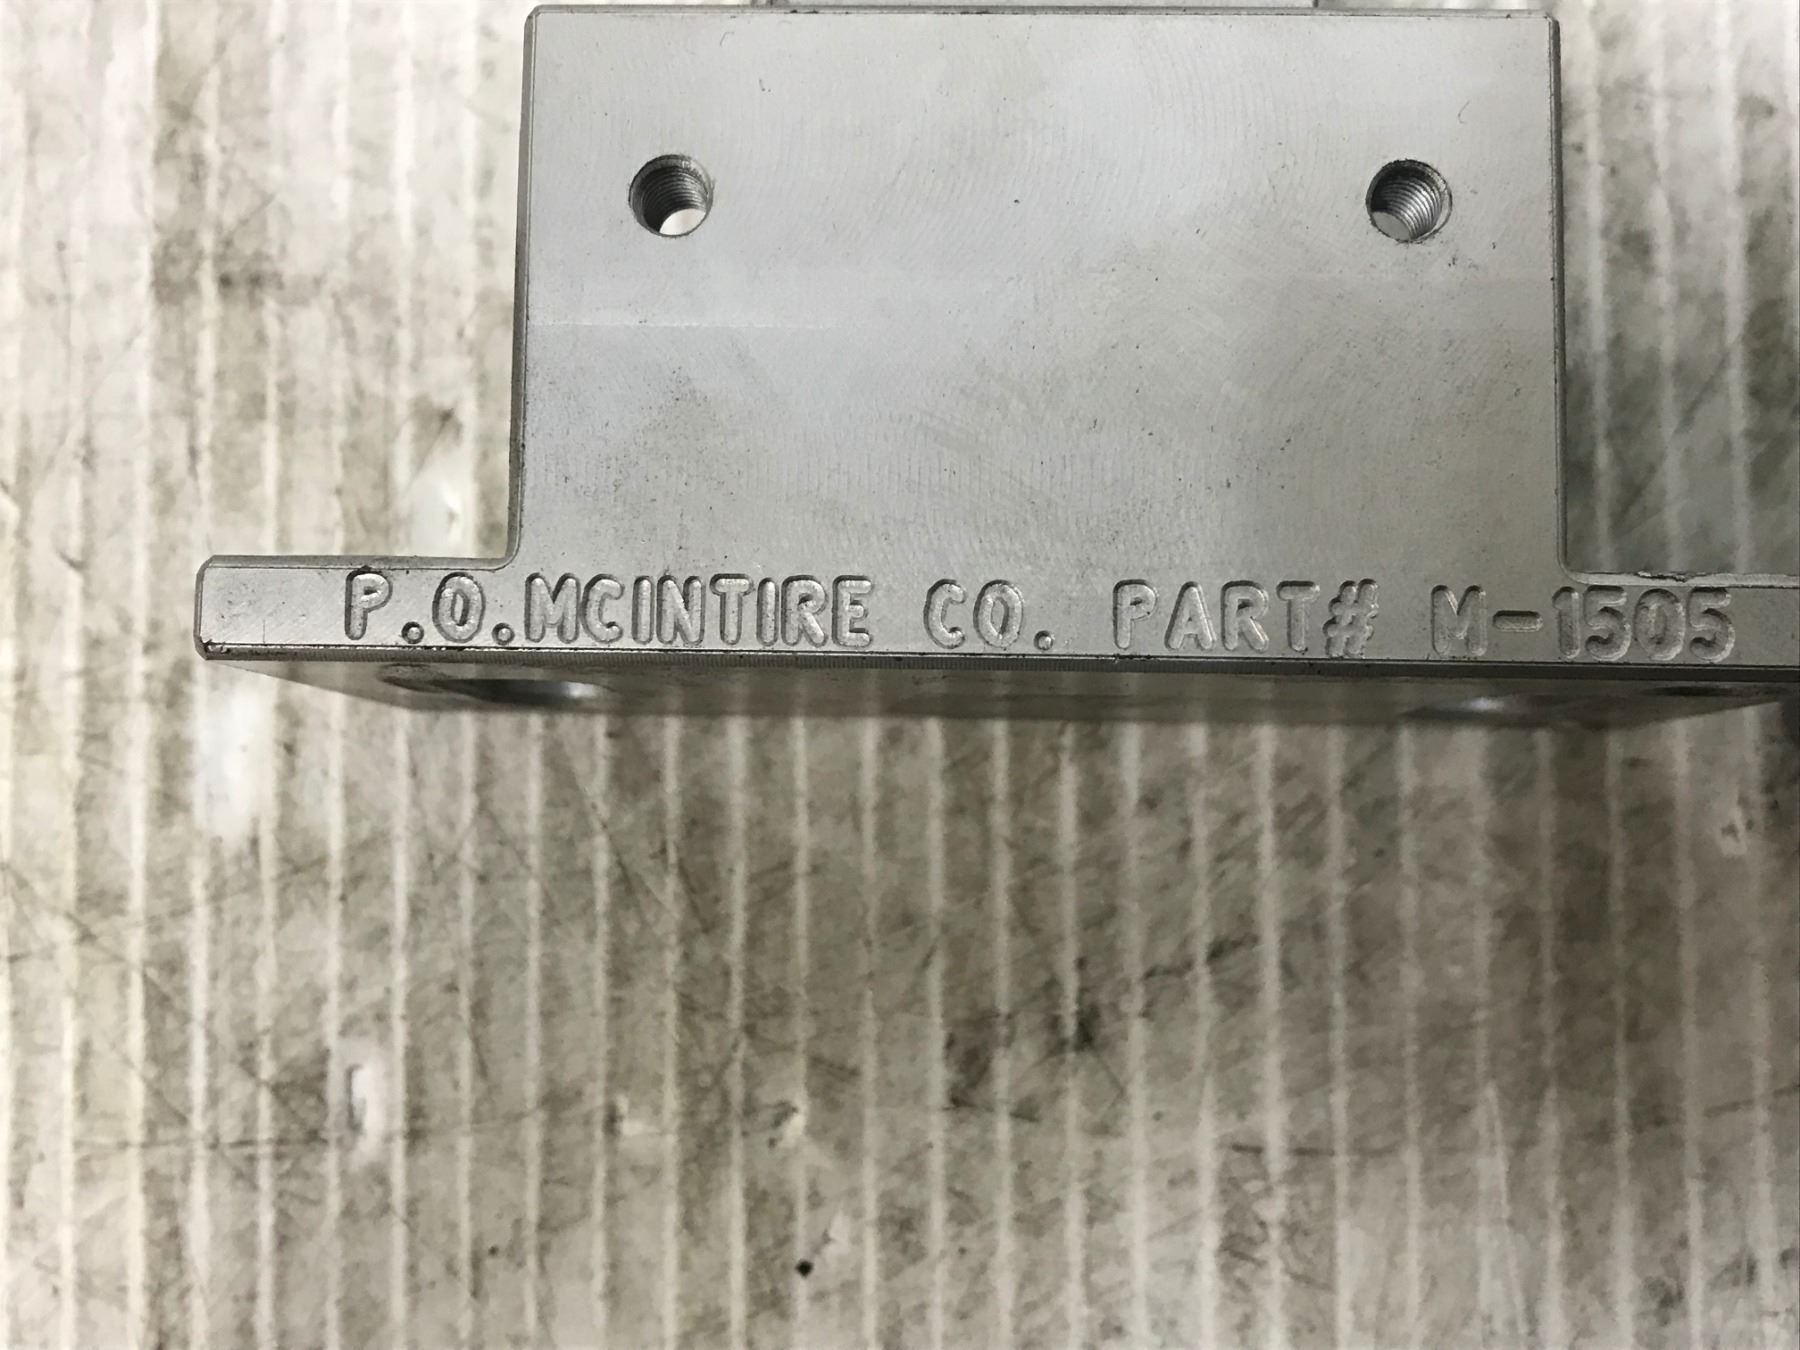 P.O.MCINTIRE CO. PART# M-1505